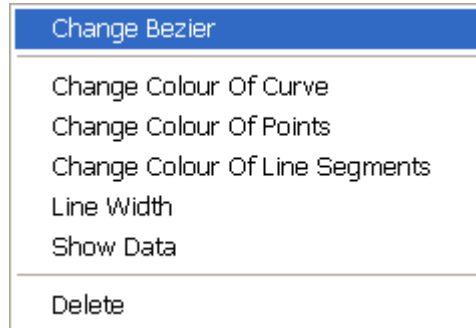 Change Bezier
Change Colour Of Curve
Change Colour Of Points
Change Colour Of Line Segments
Line Width
Show Data
Delete